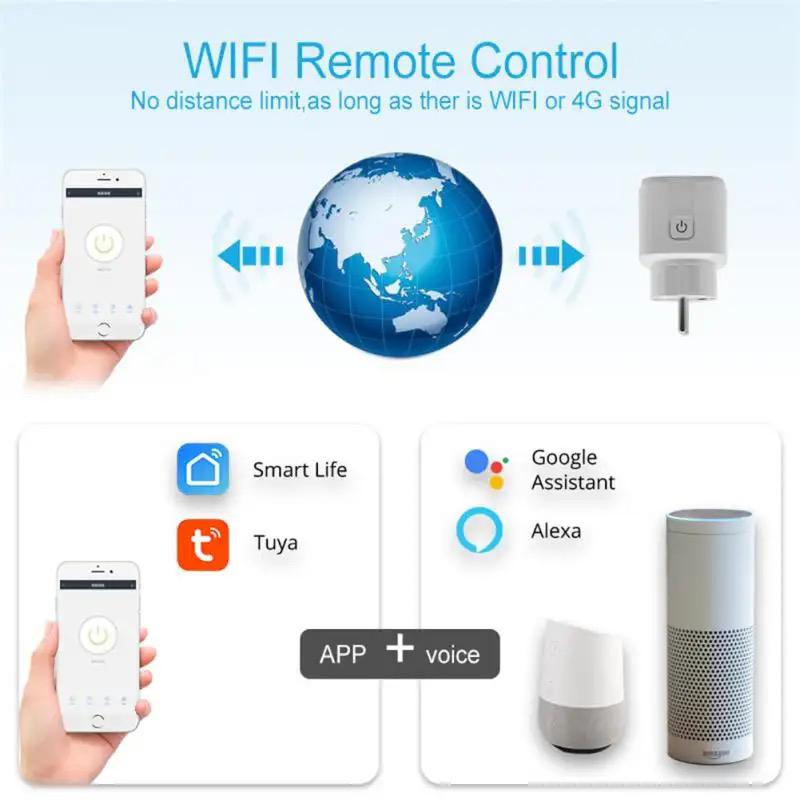 WIFI Remote Control
No distance limit,as long as ther is WIFI or 4G signal
Smart Life
Tuya
Google
Assistant
Alexa
APP + voice
amazon